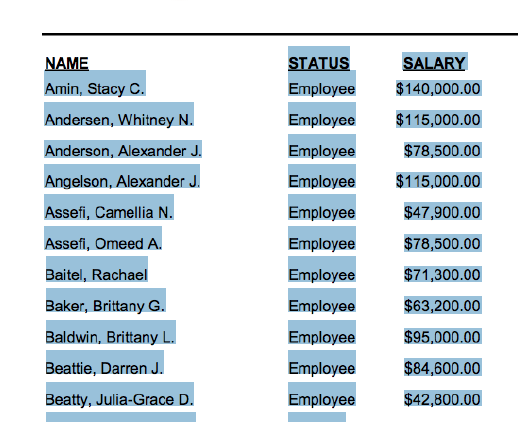 NAME STATUS SALARY
Amin, Stacy C. Employee $140,000.00
Andersen, Whitney N. Employee $115,000.00
Anderson, Alexander J. Employee $78,500.00
Angelson, Alexander J. Employee $115,000.00
Assefi, Camellia N. Employee $47,900.00
Assefi, Omeed A. Employee $78,500.00
Baitel, Rachael Employee $71,300.00
Baker, Brittany G. Employee $63,200.00
Baldwin, Brittany L. Employee $95,000.00
Beattie, Darren J. Employee $84,600.00
Beatty, Julia-Grace D. Employee $42,800.00